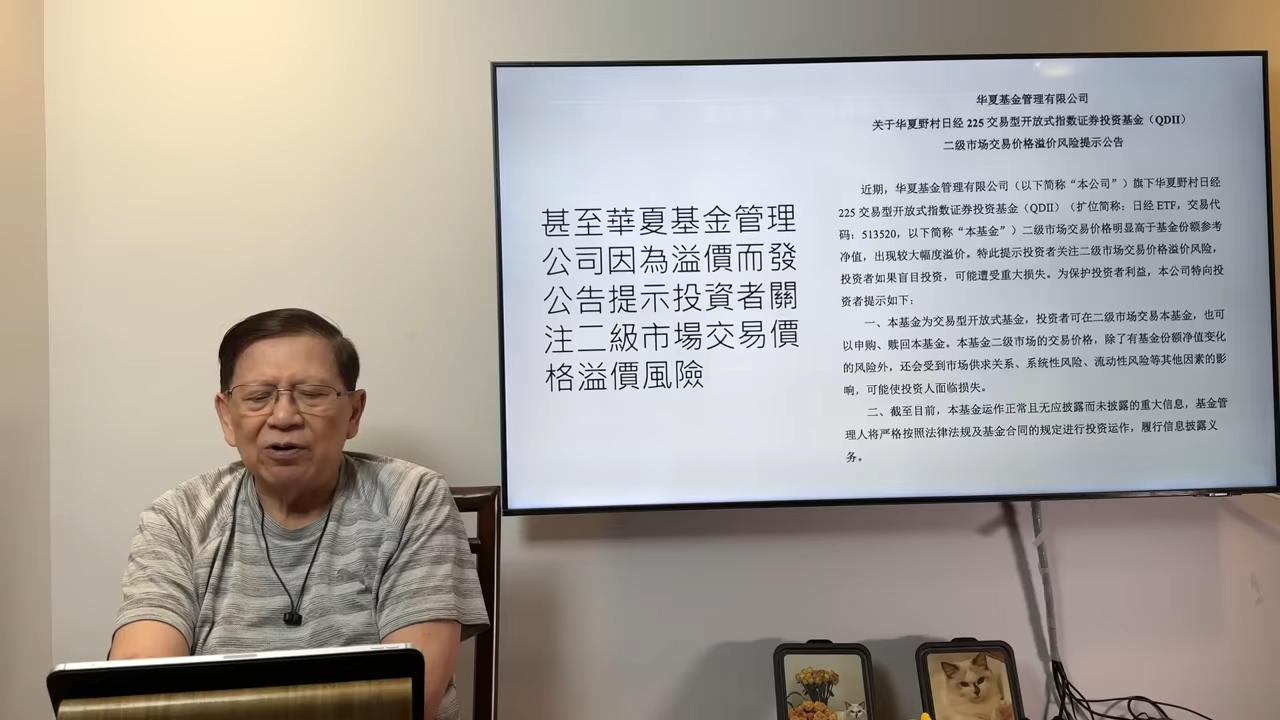 甚至華夏基金管理
公司因為溢價而發
公告提示投資者關
注二級市場交易價
格溢價風險
华夏基金管理有限公司
关于华夏野村日经 225 交易型开放式指数证券投资基金（QDII）
二级市场交易价格溢价风险提示公告
近期，华夏基金管理有限公司（以下简称“本公司”）旗下华夏野村日经
225 交易型开放式指数证券投资基金（QDII）（扩位简称：日经 ETF，交易代
码：513520，以下简称“本基金”）二级市场交易价格明显高于基金份额参考
净值，出现较大幅度溢价。特此提示投资者关注二级市场交易价格溢价风险，
投资者如果盲目投资，可能遭受重大损失。为保护投资者利益，本公司特向投
资者提示如下：
一、本基金为交易型开放式基金，投资者可在二级市场交易本基金，也可
以申购、赎回本基金。本基金二级市场的交易价格，除了有基金份额净值变化
的风险外，还会受到市场供求关系、系统性风险、流动性风险等其他因素的影
响，可能使投资人面临损失。
二、截至目前，本基金运作正常且无应披露而未披露的重大信息，基金管
理人将严格按照法律法规及基金合同的规定进行投资运作，履行信息披露义
务。